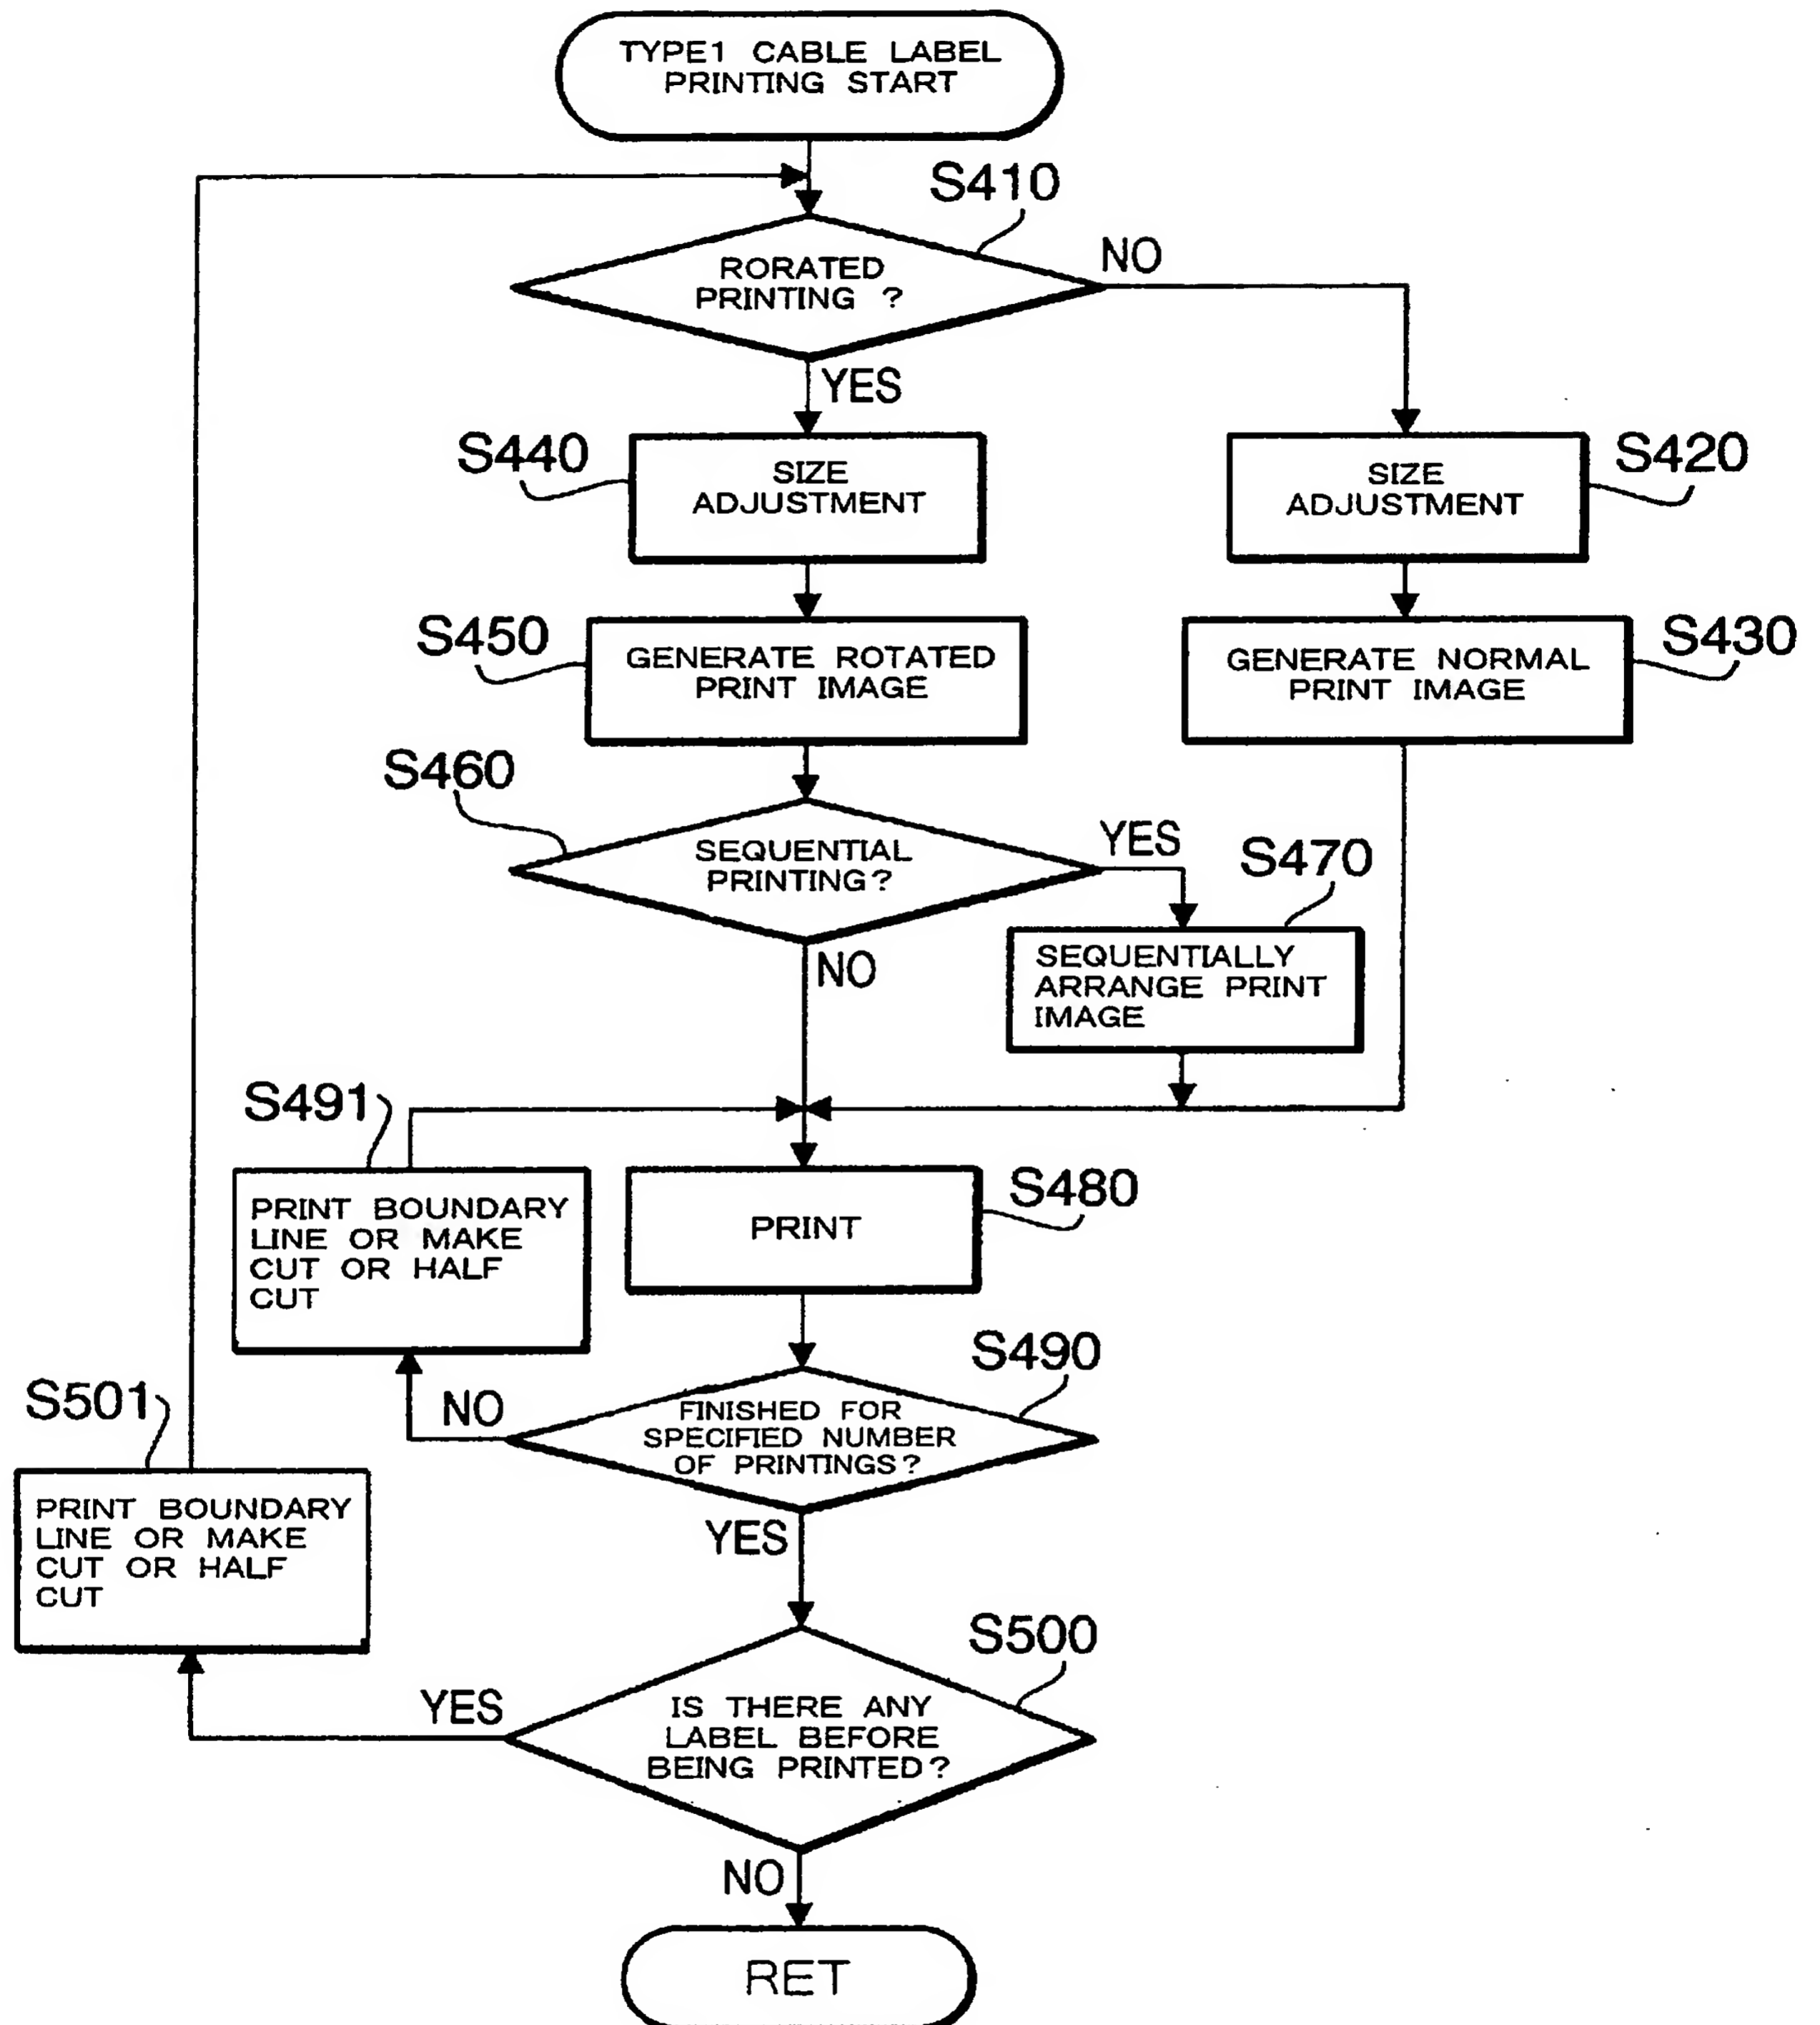 TYPE1 CABLE LABEL
PRINTING START
S410
RORATED
PRINTING ?
NO
YES
S440
SIZE
ADJUSTMENT
SIZE
ADJUSTMENT
S420
S450
GENERATE ROTATED
PRINT IMAGE
GENERATE NORMAL
PRINT IMAGE
S430
S460
SEQUENTIAL
PRINTING?
YES
S470
NO
SEQUENTIALLY
ARRANGE PRINT
IMAGE
S491
PRINT BOUNDARY
LINE OR MAKE
CUT OR HALF
CUT
PRINT
S480
S490
NO
FINISHED FOR
SPECIFIED NUMBER
OF PRINTINGS?
S501
YES
PRINT BOUNDARY
LINE OR MAKE
CUT OR HALF
CUT
S500
YES
IS THERE ANY
LABEL BEFORE
BEING PRINTED?
NO
RET